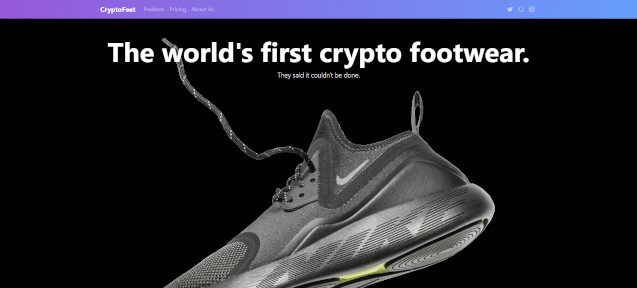 CryptoFeet Products Pricing About Us
The world's first crypto footwear.
They said it couldn't be done.